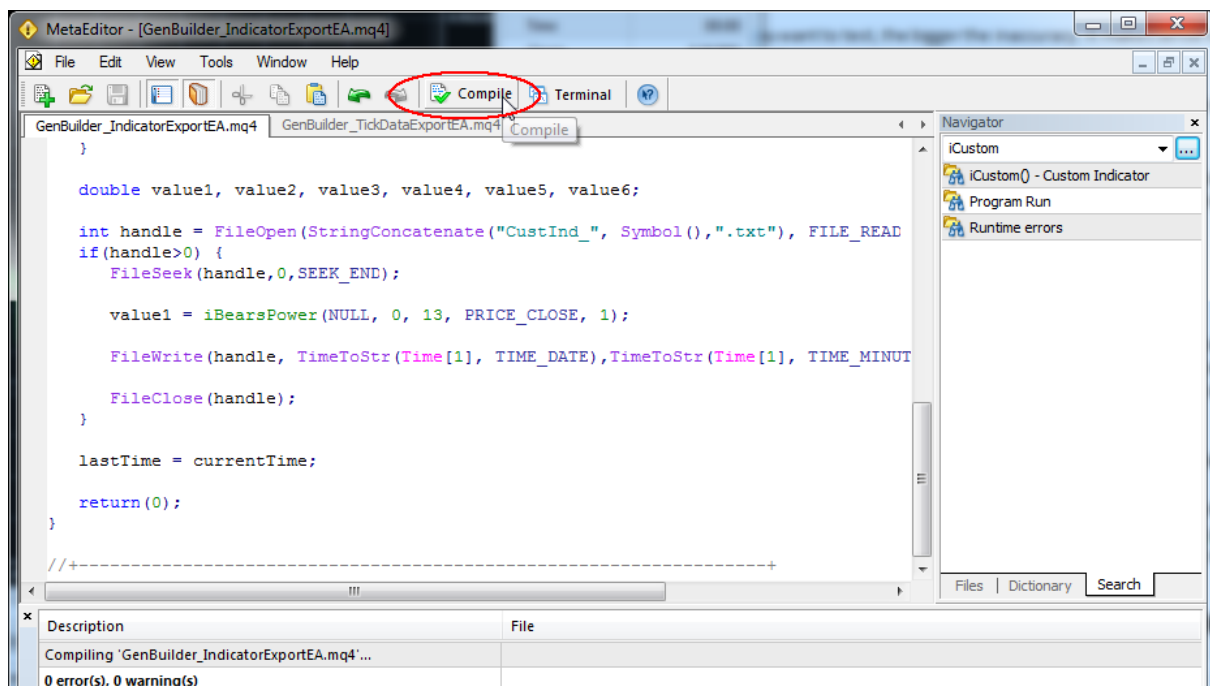 MetaEditor - [GenBuilder_IndicatorExportEA.mq4]
File Edit View Tools Window Help
Compile Terminal
GenBuilder_IndicatorExportEA.mq4 GenBuilder_TickDataExportEA.mq4
Compile
Navigator
iCustom
iCustom() - Custom Indicator
Program Run
Runtime errors
}
double value1, value2, value3, value4, value5, value6;
int handle = FileOpen(StringConcatenate("CustInd_", Symbol(),".txt"), FILE_READ
if(handle>0) {
FileSeek(handle,0,SEEK_END);
value1 = iBearsPower(NULL, 0, 13, PRICE_CLOSE, 1);
FileWrite(handle, TimeToStr(Time[1], TIME_DATE),TimeToStr(Time[1], TIME_MINUT
FileClose(handle);
}
lastTime = currentTime;
return(0);
}
//+------------------------------------------------------------------+
Files | Dictionary Search
Description File
Compiling 'GenBuilder_IndicatorExportEA.mq4'...
0 error(s), 0 warning(s)